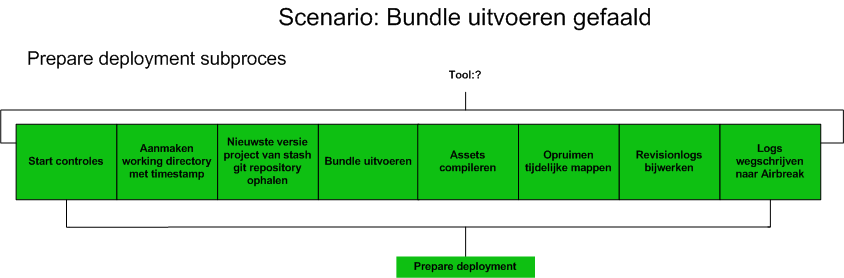 Scenario: Bundle uitvoeren gefaald
Prepare deployment subproces
Tool:?
Start controles
Aanmaken
working directory
met timestamp
Nieuwste versie
project van stash
git repository
ophalen
Bundle uitvoeren
Assets
compileren
Opruimen
tijdelijke mappen
Revisionlogs
bijwerken
Logs
wegschrijven
naar Airbreak
Prepare deployment